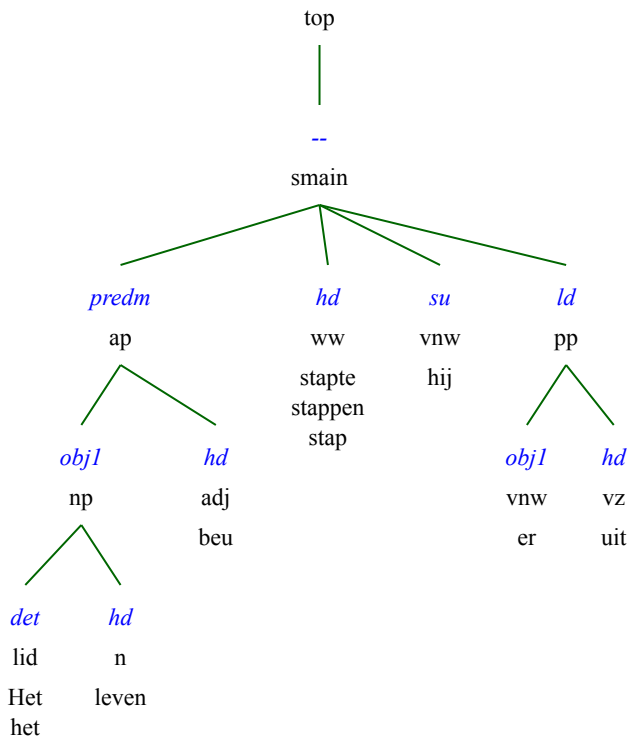 top
--
smain
predm hd su ld
ap ww vnw pp
stapte hij
stappen
stap
obj1 hd obj1 hd
np adj vnw vz
beu er uit
det hd
lid n
Het leven
het